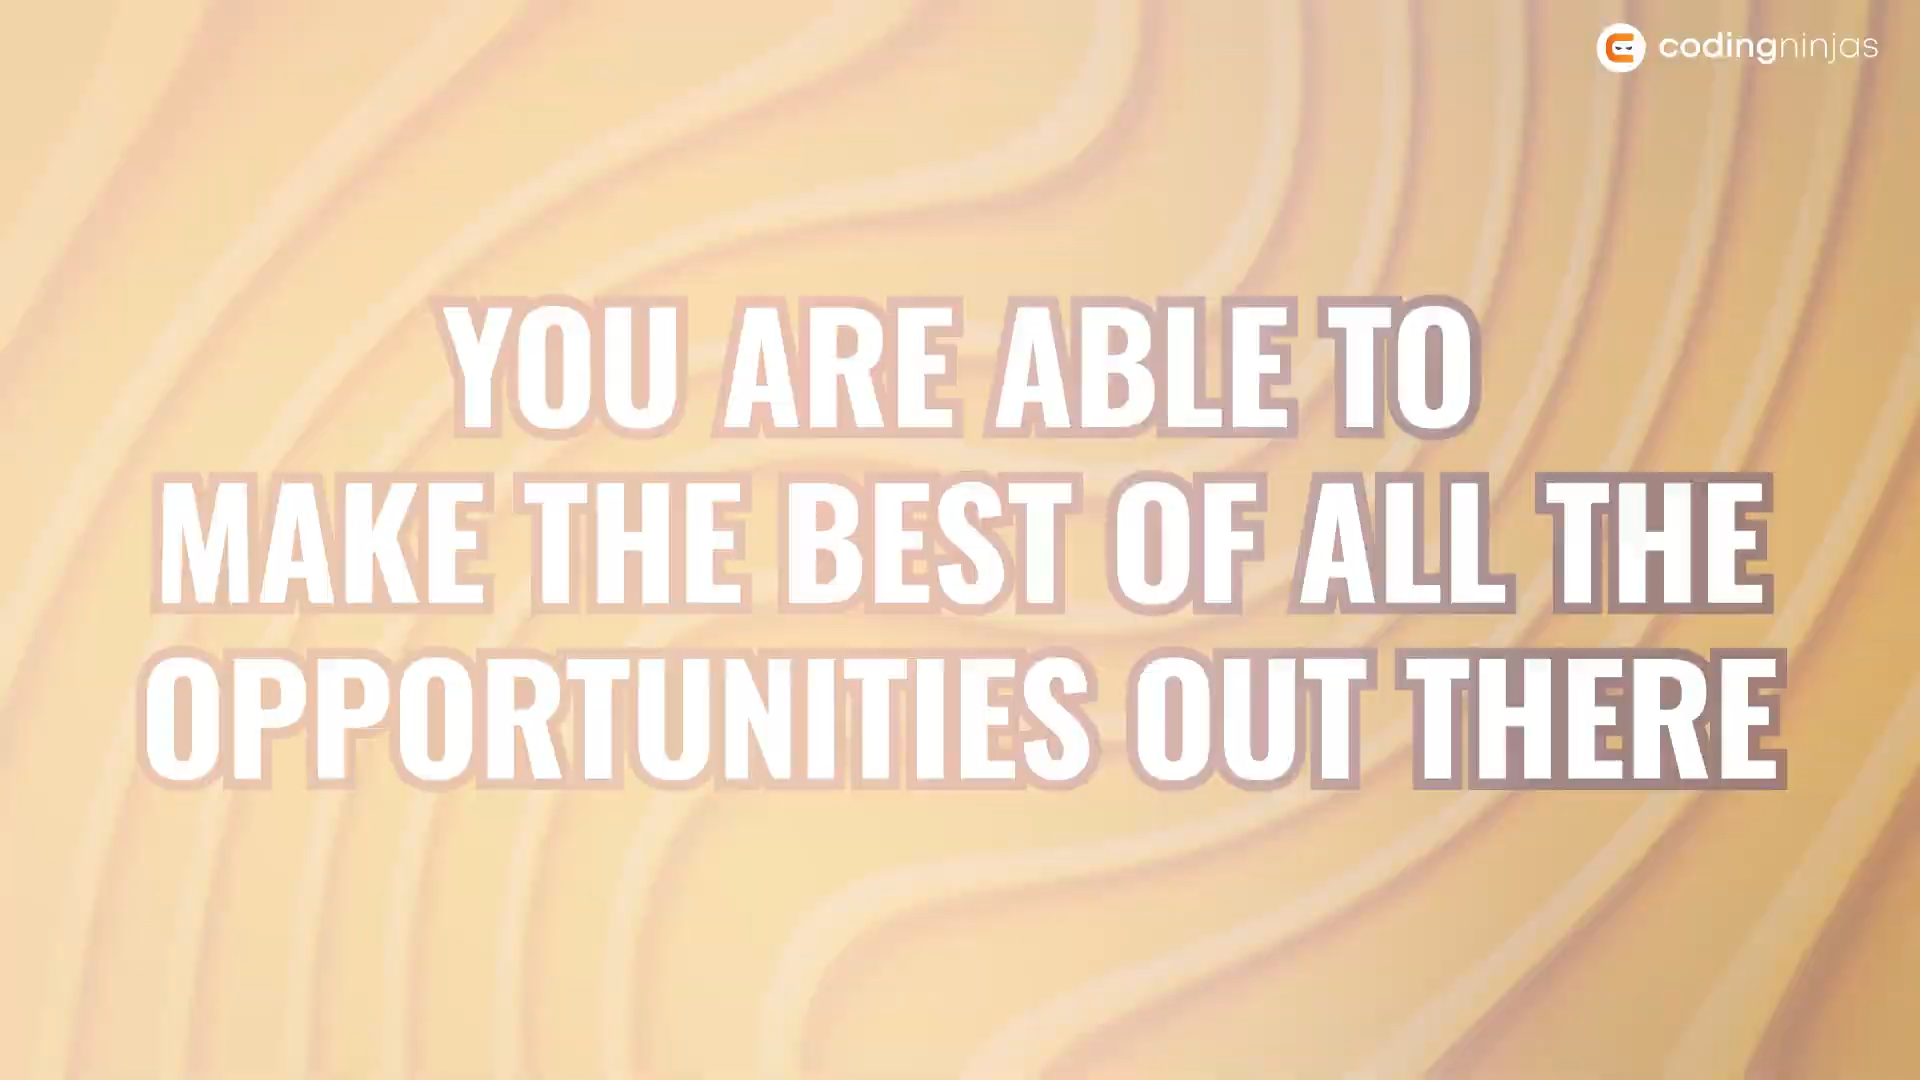 codingninjas
YOU ARE ABLE TO
MAKE THE BEST OF ALL THE
OPPORTUNITIES OUT THERE